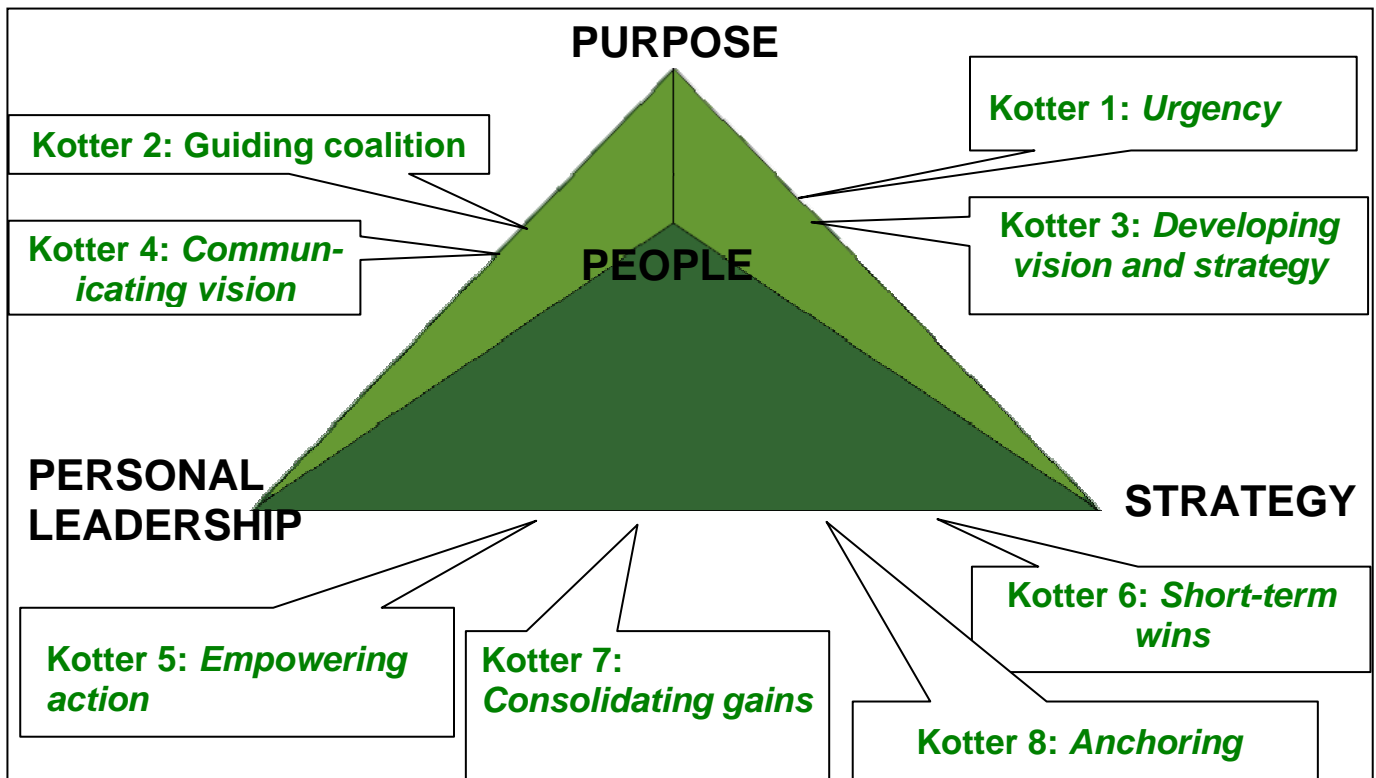 PURPOSE
Kotter 1: Urgency
Kotter 2: Guiding coalition
Kotter 4: Commun-
icating vision
Kotter 3: Developing
vision and strategy
PEOPLE
PERSONAL
LEADERSHIP
STRATEGY
Kotter 5: Empowering
action
Kotter 7:
Consolidating gains
Kotter 6: Short-term
wins
Kotter 8: Anchoring